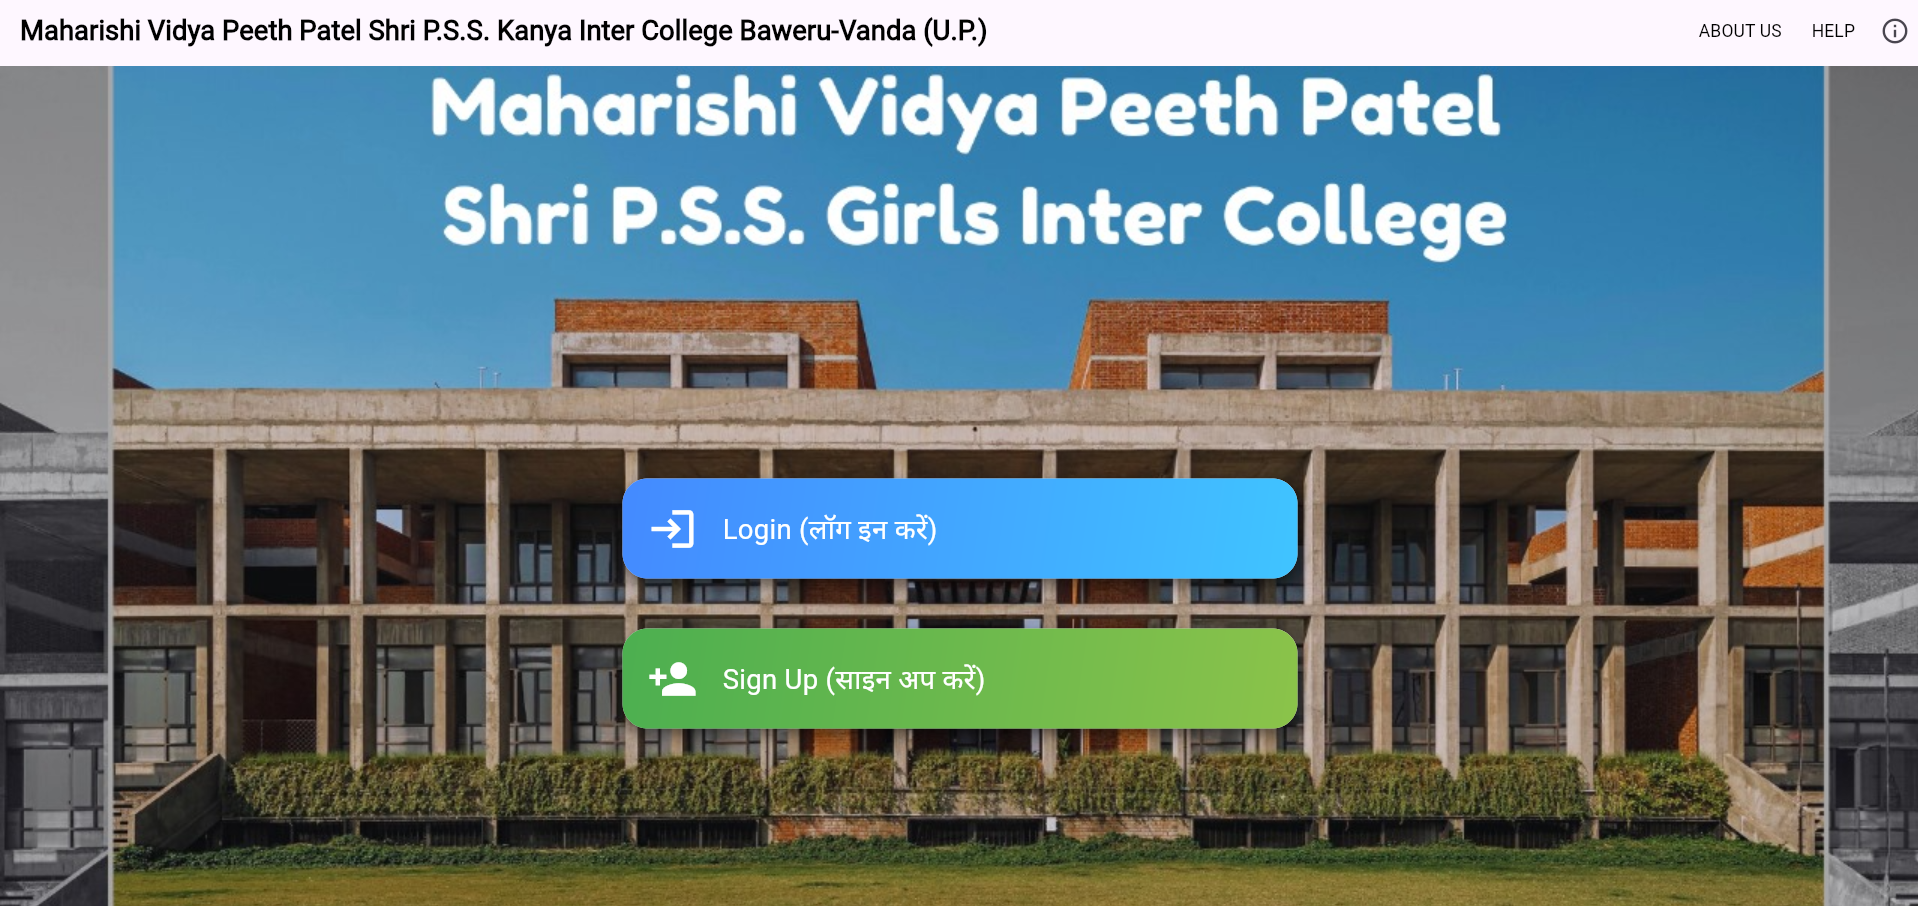 Maharishi Vidya Peeth Patel Shri P.S.S. Kanya Inter College Baweru-Vanda (U.P.)
ABOUT US
HELP
Maharishi Vidya Peeth Patel
Shri P.S.S. Girls Inter College
Login (लॉग इन करें)
Sign Up (साइन अप करें)